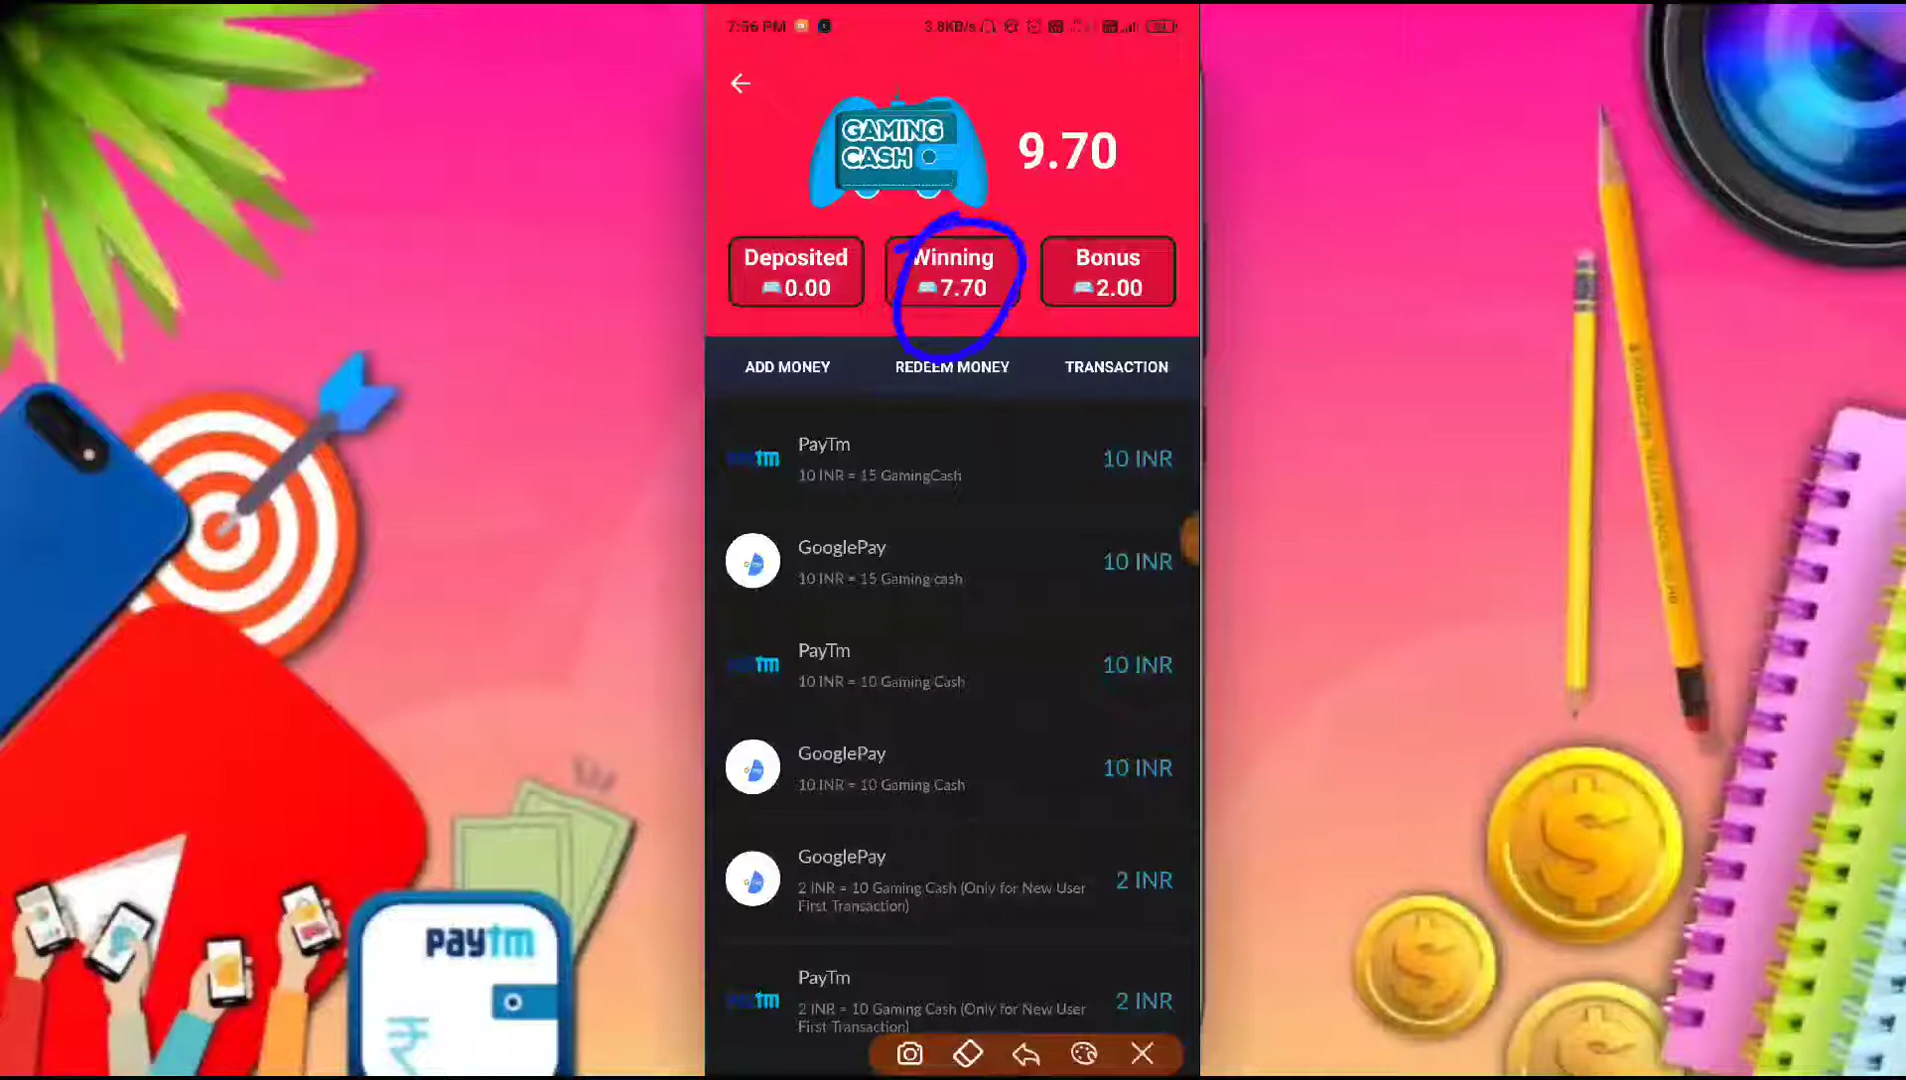 7:56 PM
3.8KB/s
GAMING
CASH
9.70
Deposited
0.00
Winning
7.70
Bonus
2.00
ADD MONEY
REDEEM MONEY
TRANSACTION
PayTm
10 INR = 15 GamingCash
10 INR
GooglePay
10 INR = 15 Gaming cash
10 INR
PayTm
10 INR = 10 Gaming Cash
10 INR
GooglePay
10 INR = 10 Gaming Cash
10 INR
GooglePay
2 INR = 10 Gaming Cash (Only for New User
First Transaction)
2 INR
PayTm
2 INR = 10 Gaming Cash (Only for New User
First Transaction)
2 INR
paytm
₹